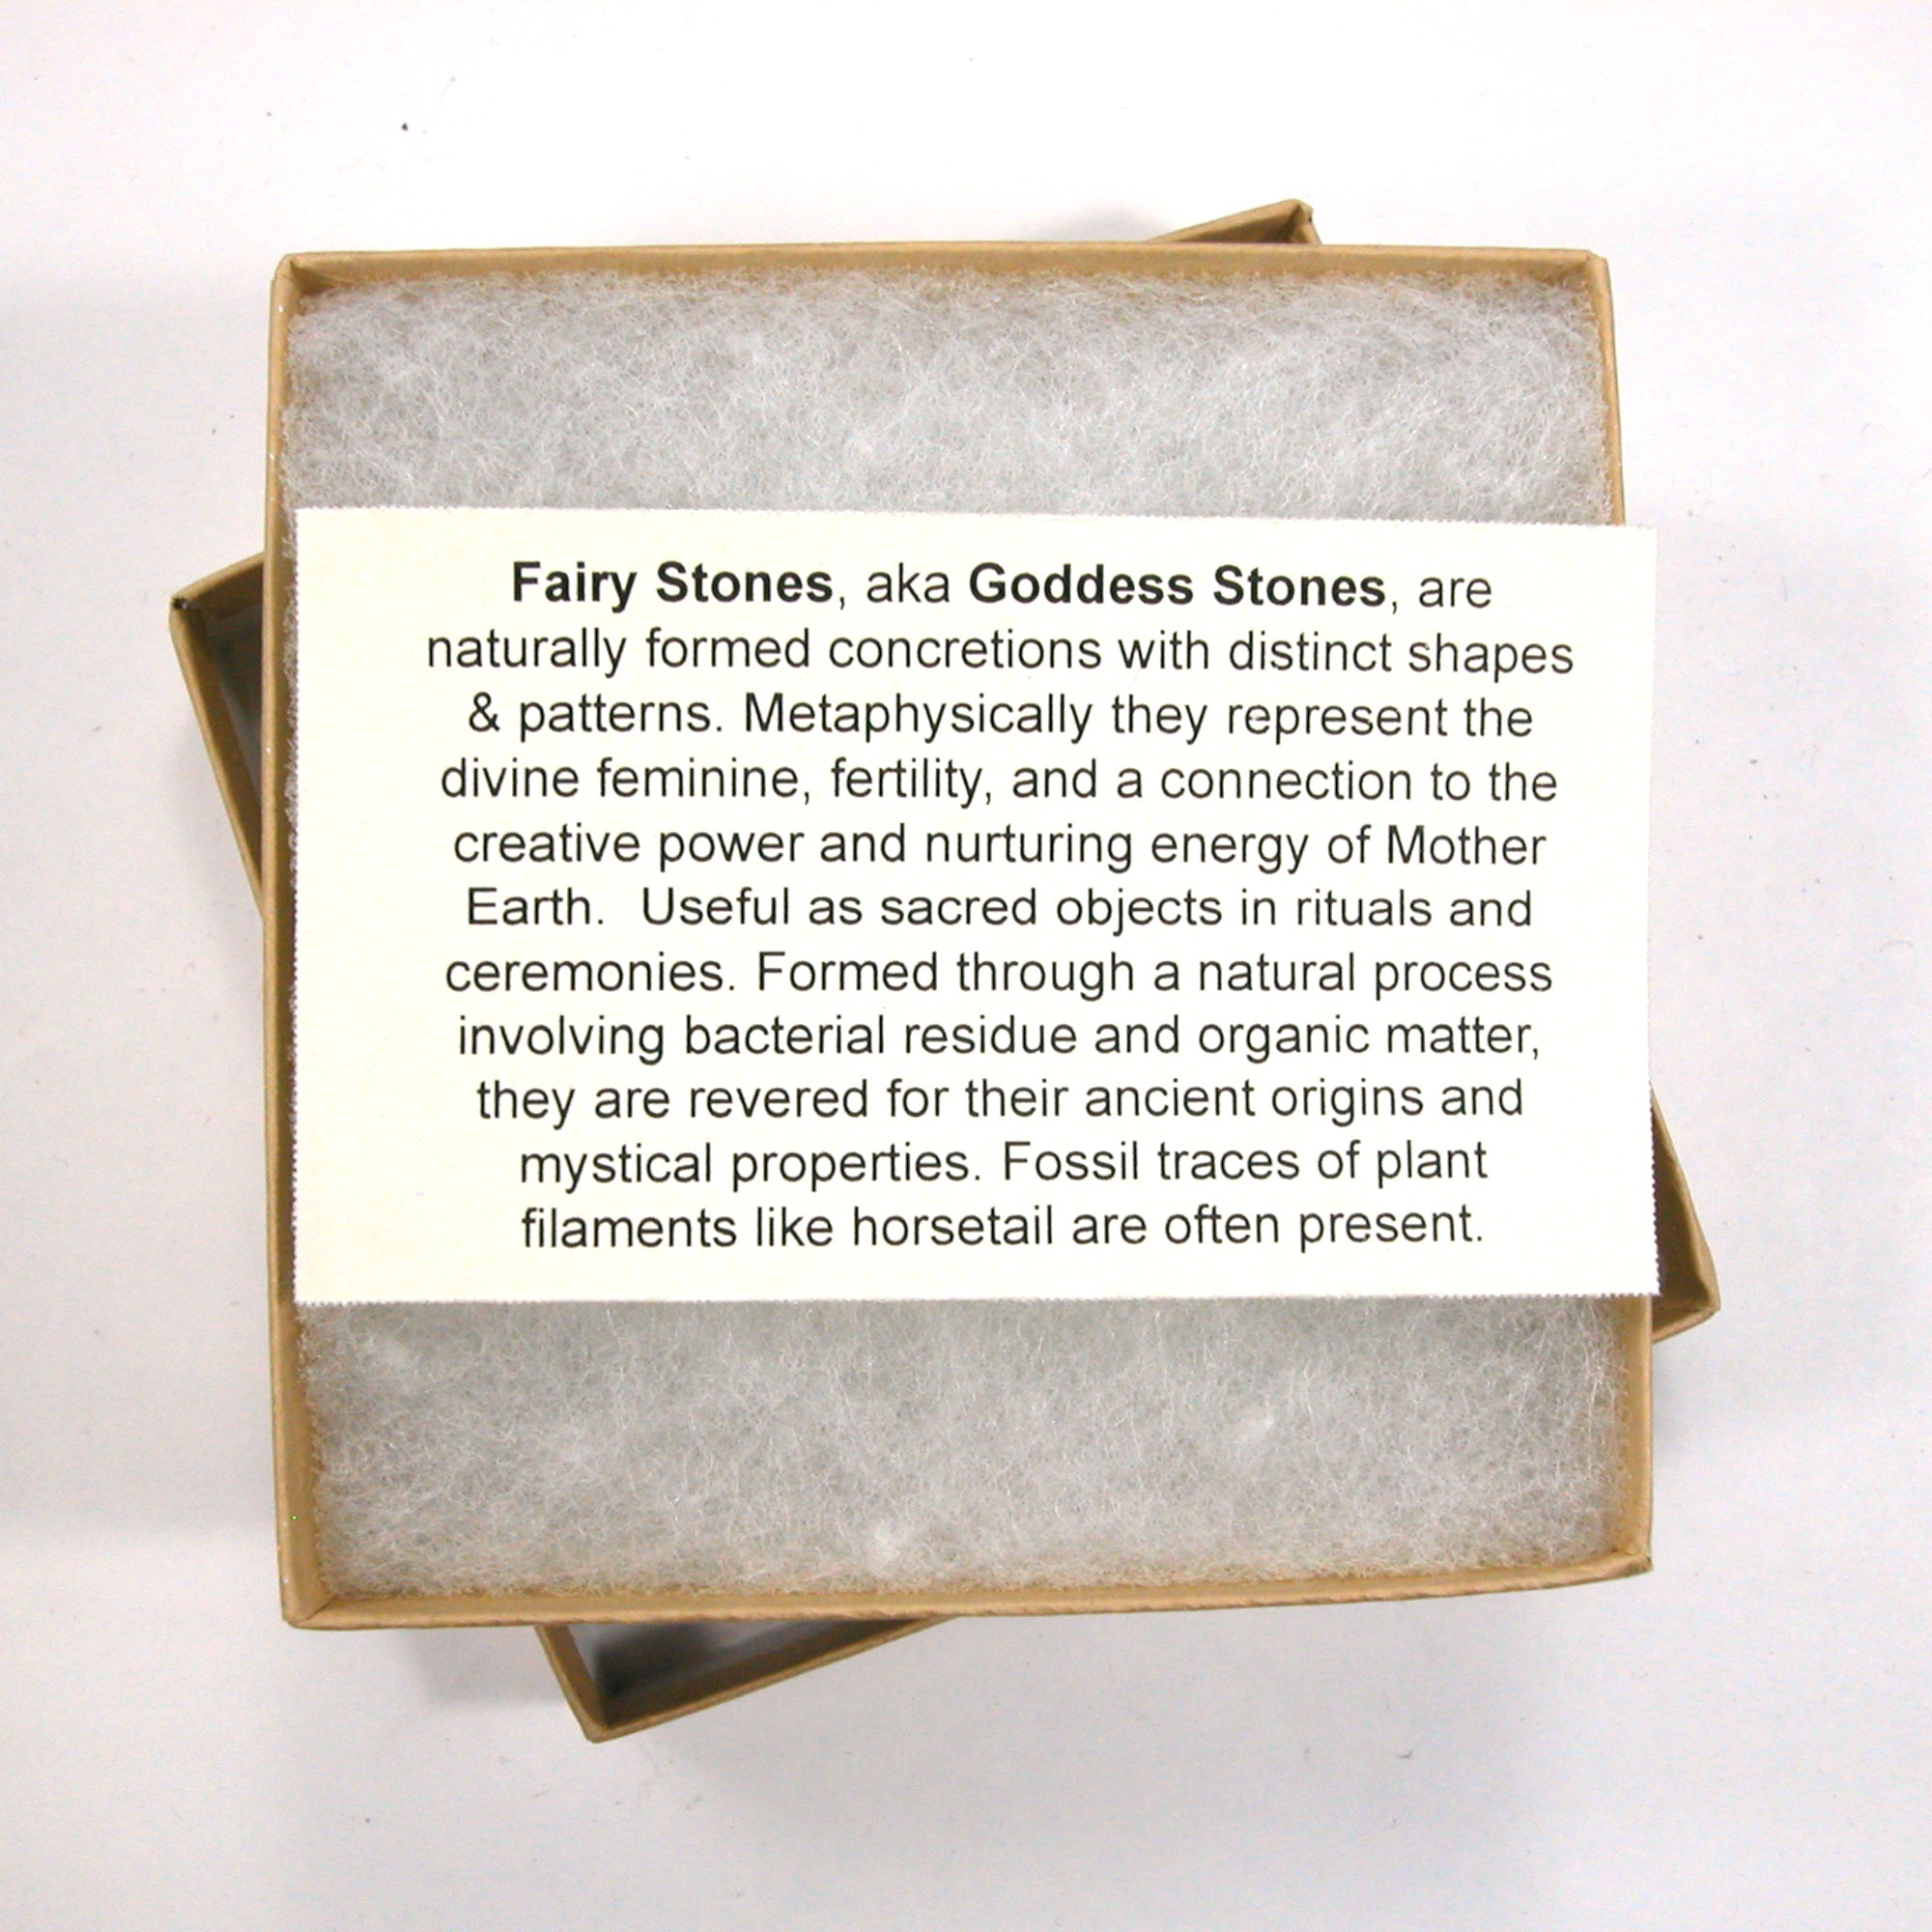 Fairy Stones, aka Goddess Stones, are
naturally formed concretions with distinct shapes
& patterns. Metaphysically they represent the
divine feminine, fertility, and a connection to the
creative power and nurturing energy of Mother
Earth.  Useful as sacred objects in rituals and
ceremonies. Formed through a natural process
involving bacterial residue and organic matter,
they are revered for their ancient origins and
mystical properties. Fossil traces of plant
filaments like horsetail are often present.